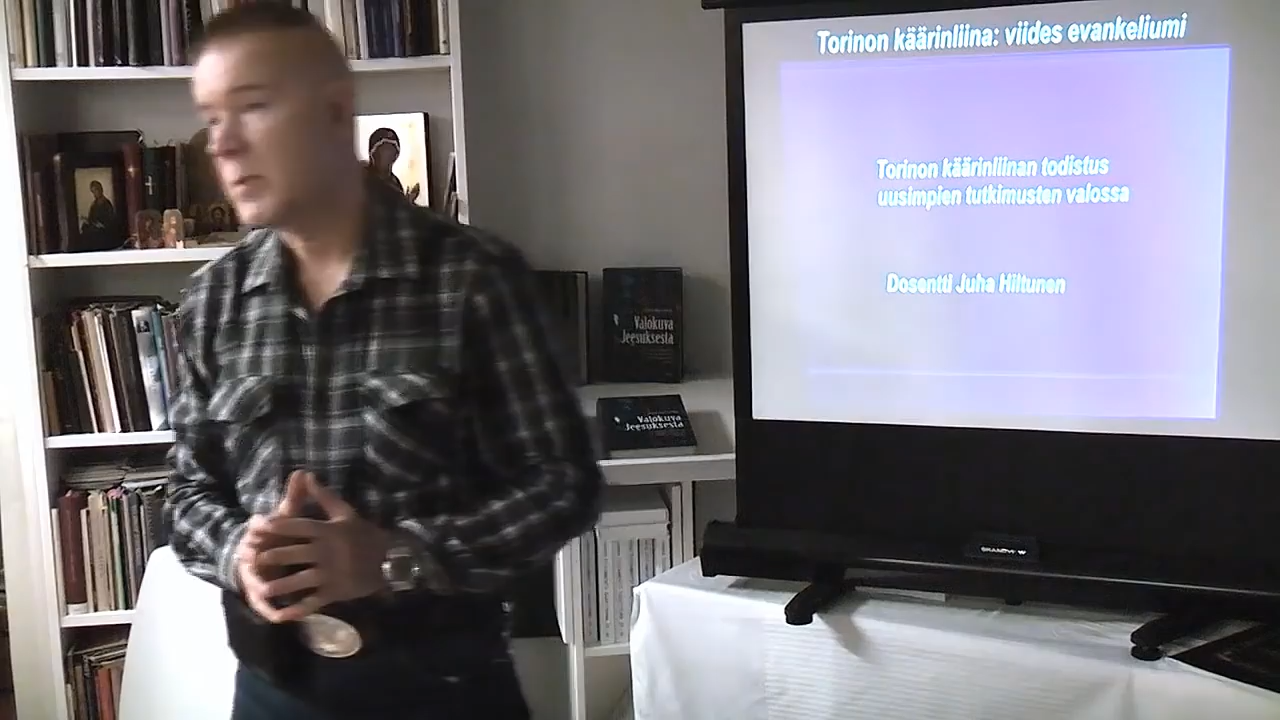 Torinon käärinliina: viides evankeliumi
Torinon käärinliinan todistus
uusimpien tutkimusten valossa
Dosentti Juha Hiltunen
Valokuva
Jeesuksesta
Valokuva
Jeesuksesta